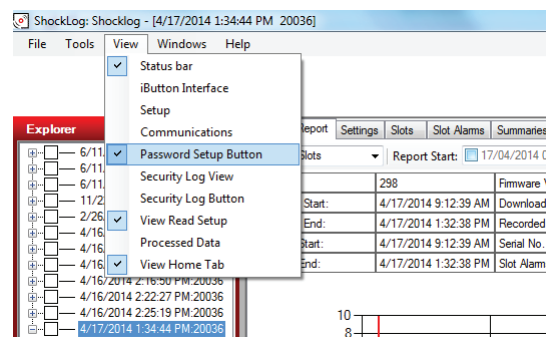 ShockLog: Shocklog - [4/17/2014 1:34:44 PM 20036]
File Tools View Windows Help
Status bar
iButton Interface
Setup
Communications
Password Setup Button
Security Log View
Security Log Button
View Read Setup
Processed Data
View Home Tab
Explorer
6/11
6/11
6/11
11/2
2/26
4/16
4/16
4/16
4/16/2014 2:16:50 PM:20036
4/16/2014 2:22:27 PM:20036
4/16/2014 2:25:19 PM:20036
4/17/2014 1:34:44 PM:20036
Report Settings Slots Slot Alarms Summaries
Slots Report Start: 17/04/2014
298 Firmware
Start: 4/17/2014 9:12:39 AM Download
End: 4/17/2014 1:32:38 PM Recorded
Start: 4/17/2014 9:12:39 AM Serial No.
End: 4/17/2014 1:32:38 PM Slot Alarm
10
8